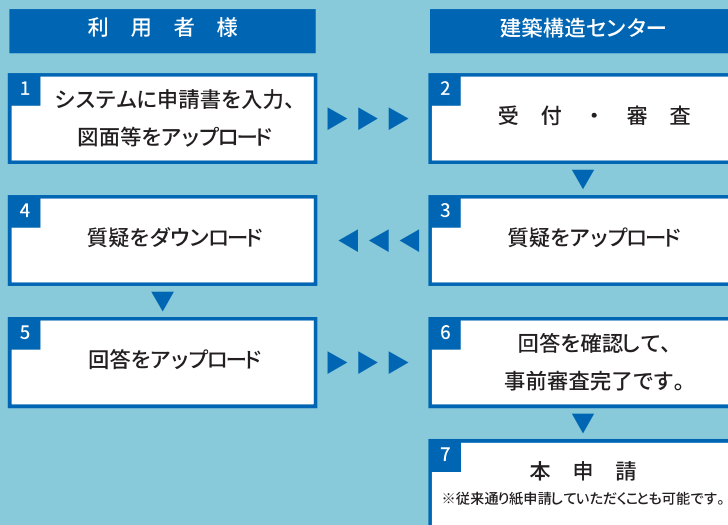 利 用 者 様
建築構造センター
1
システムに申請書を入力、
図面等をアップロード
2
受 付 ・ 審 査
3
質疑をアップロード
4
質疑をダウンロード
5
回答をアップロード
6
回答を確認して、
事前審査完了です。
7
本 申 請
※従来通り紙申請していただくことも可能です。